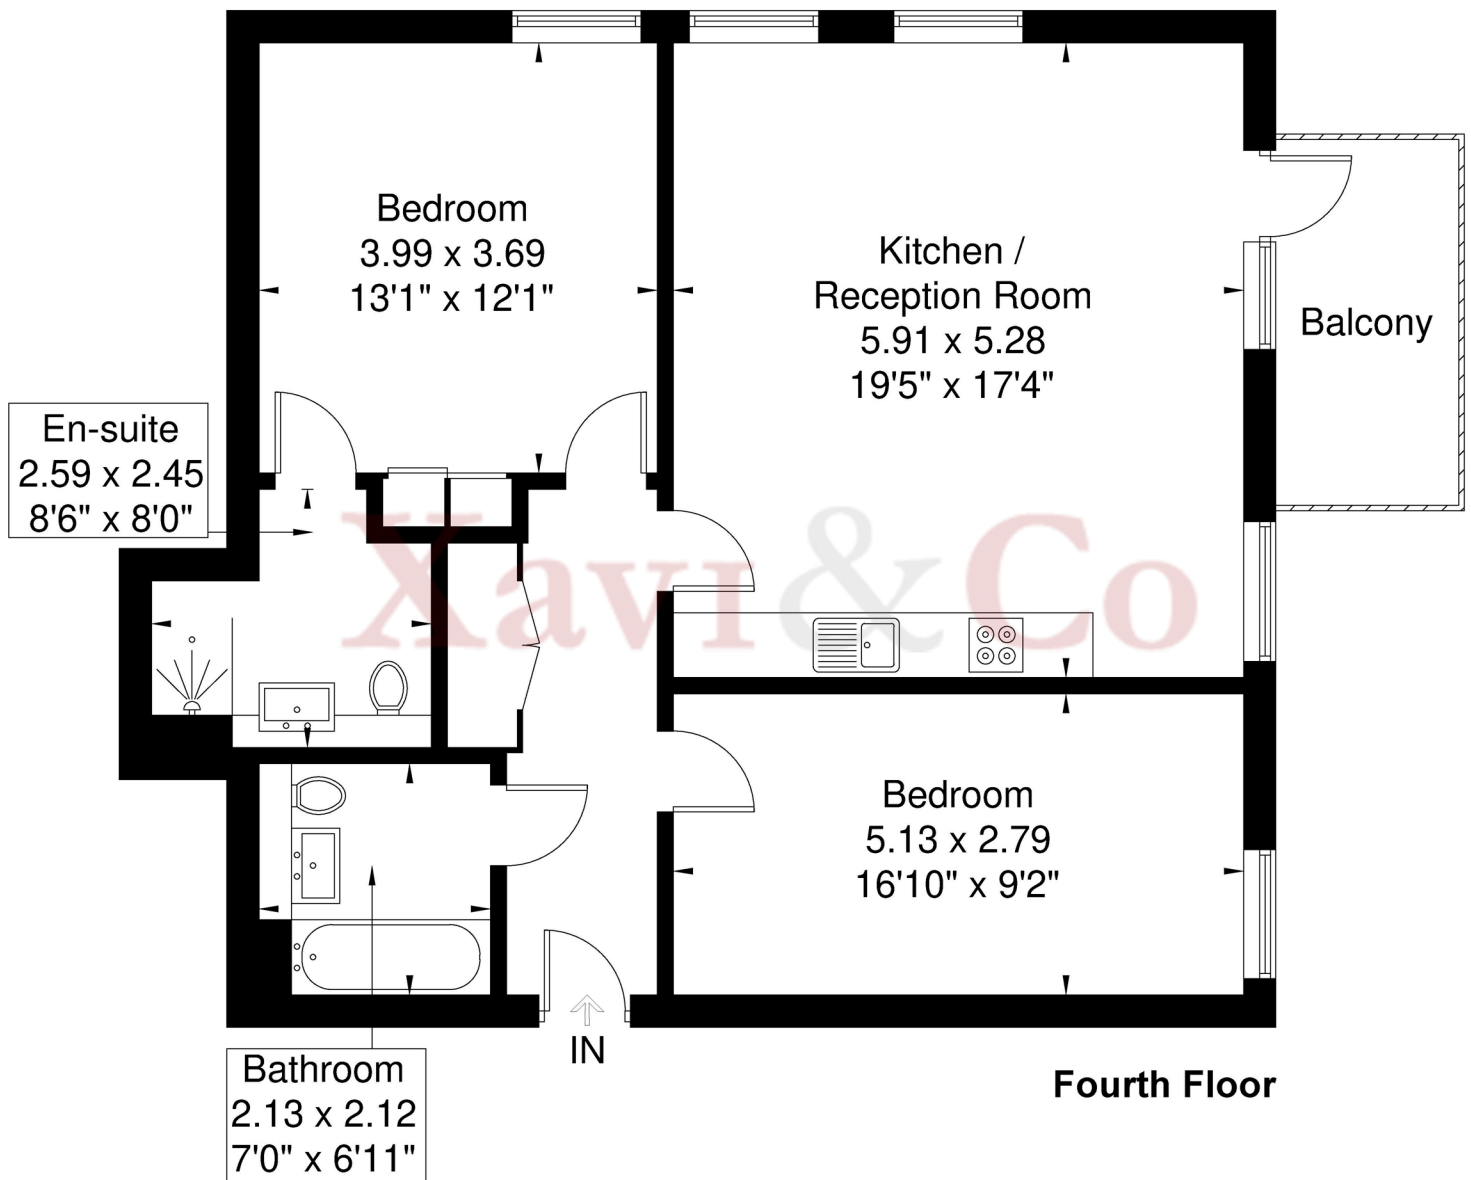 Bedroom
3.99 x 3.69
13'1" x 12'1"
Kitchen /
Reception Room
5.91 x 5.28
19'5" x 17'4"
Balcony
En-suite
2.59 x 2.45
8'6" x 8'0"
Xavi&Co
Bedroom
5.13 x 2.79
16'10" x 9'2"
IN
Bathroom
2.13 x 2.12
7'0" x 6'11"
Fourth Floor